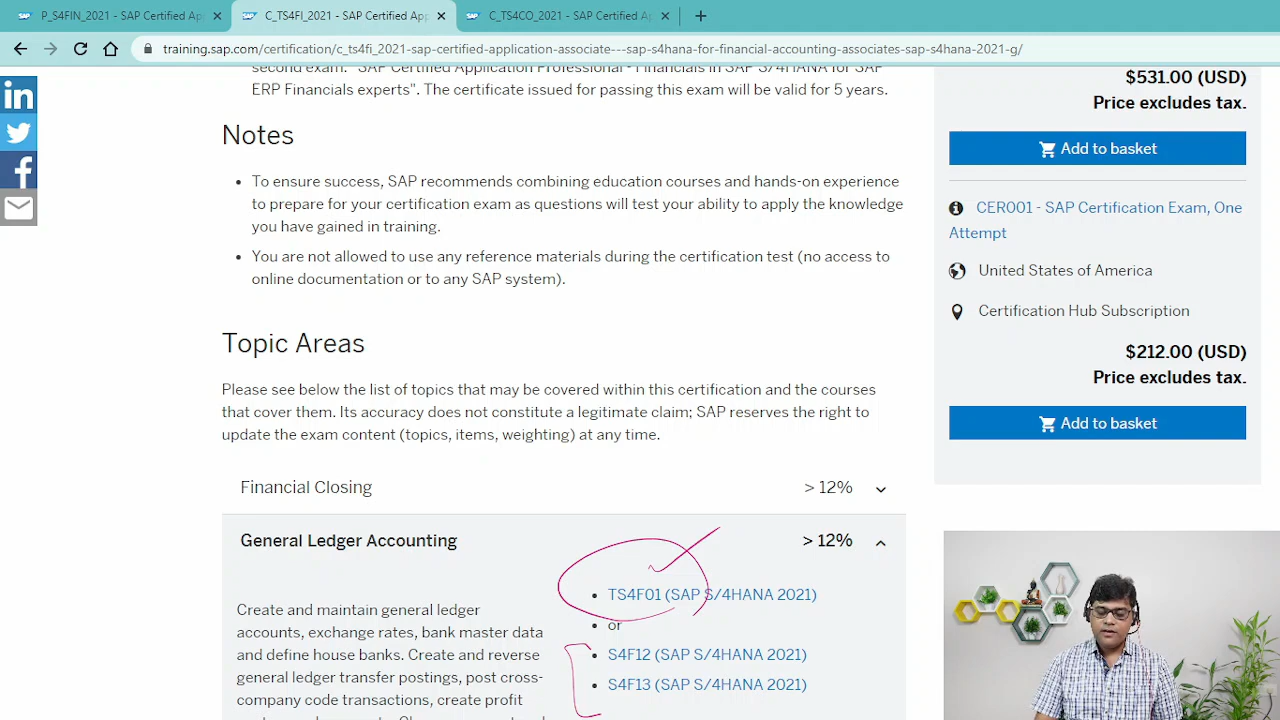 P_S4FIN_2021 - SAP Certified App
C_TS4FI_2021 - SAP Certified App
C_TS4CO_2021 - SAP Certified Ap
training.sap.com/certification/c_ts4fi_2021-sap-certified-application-associate---sap-s4hana-for-financial-accounting-associates-sap-s4hana-2021-g/
second exam. "SAP Certified Application Professional - Financials in SAP S/4HANA for SAP
ERP Financials experts". The certificate issued for passing this exam will be valid for 5 years.
Notes
• To ensure success, SAP recommends combining education courses and hands-on experience
to prepare for your certification exam as questions will test your ability to apply the knowledge
you have gained in training.
• You are not allowed to use any reference materials during the certification test (no access to
online documentation or to any SAP system).
Topic Areas
Please see below the list of topics that may be covered within this certification and the courses
that cover them. Its accuracy does not constitute a legitimate claim; SAP reserves the right to
update the exam content (topics, items, weighting) at any time.
Financial Closing > 12%
General Ledger Accounting > 12%
Create and maintain general ledger
accounts, exchange rates, bank master data
and define house banks. Create and reverse
general ledger transfer postings, post cross-
company code transactions, create profit
• TS4F01 (SAP S/4HANA 2021)
• or
• S4F12 (SAP S/4HANA 2021)
• S4F13 (SAP S/4HANA 2021)
$531.00 (USD)
Price excludes tax.
Add to basket
CER001 - SAP Certification Exam, One
Attempt
United States of America
Certification Hub Subscription
$212.00 (USD)
Price excludes tax.
Add to basket